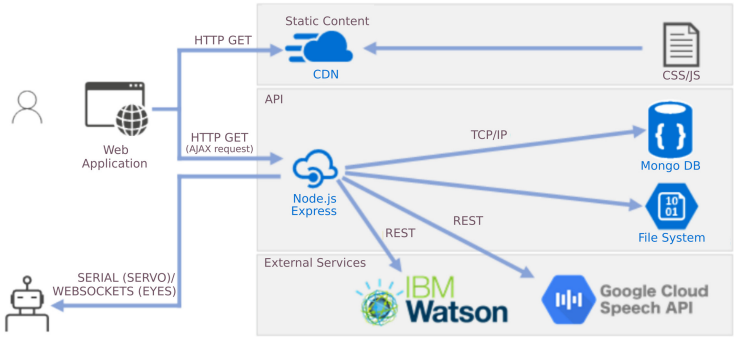 Static Content
HTTP GET
CDN
CSS/JS
API
Web
Application
HTTP GET
(AJAX request)
TCP/IP
Mongo DB
Node.js
Express
10
01
File System
REST
REST
SERIAL (SERVO)/
WEBSOCKETS (EYES)
External Services
IBM
Watson
Google Cloud
Speech API